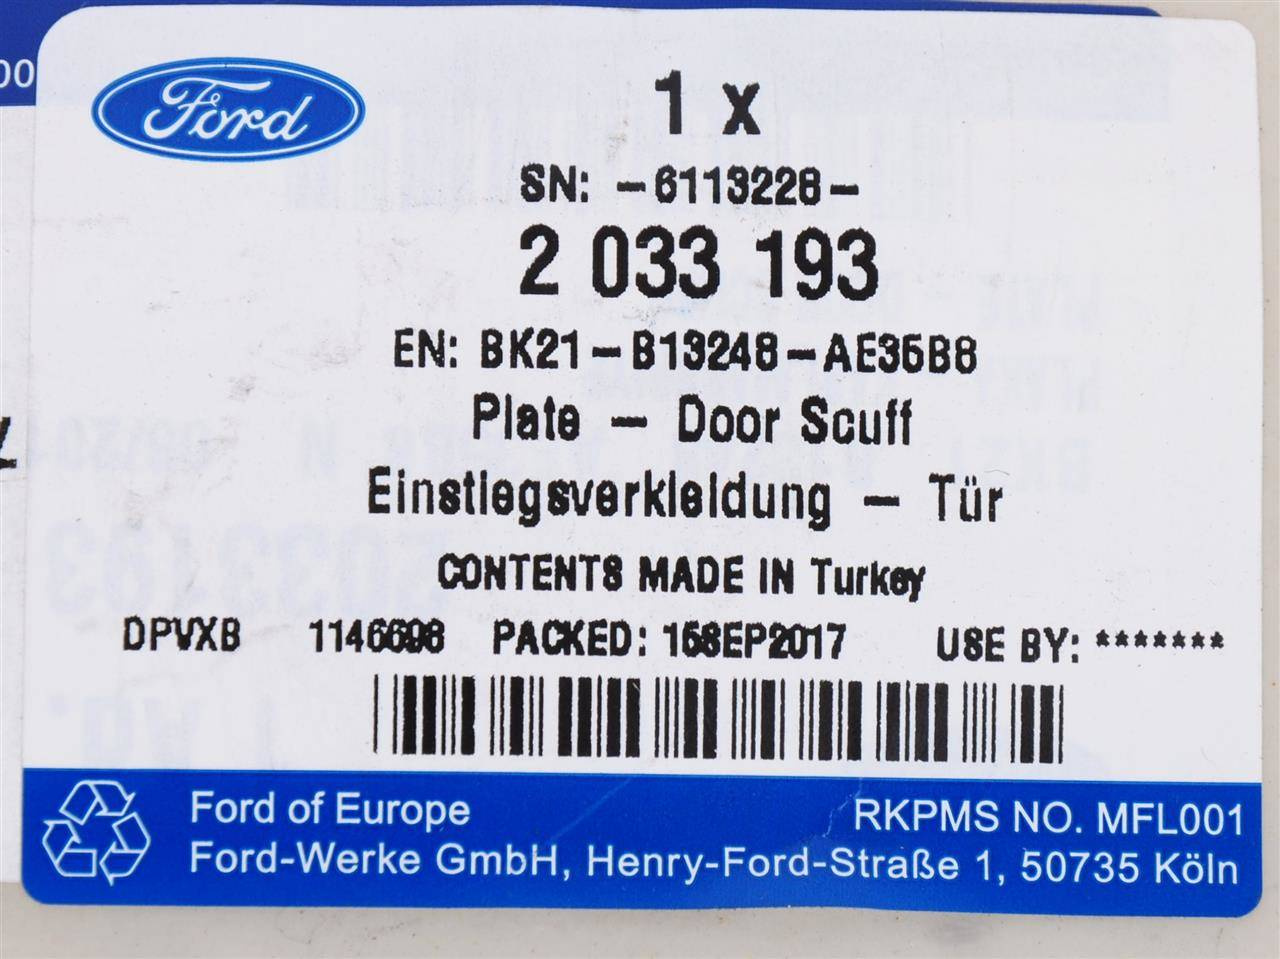 Ford
1 x
SN: -6113228-
2 033 193
EN: BK21-B13248-AE35B8
Plate - Door Scuff
Einstiegsverkleidung - Tür
CONTENTS MADE IN Turkey
DPVXB 1146698 PACKED: 15SEP2017 USE BY: *******
Ford of Europe RKPMS NO. MFL001
Ford-Werke GmbH, Henry-Ford-Straße 1, 50735 Köln